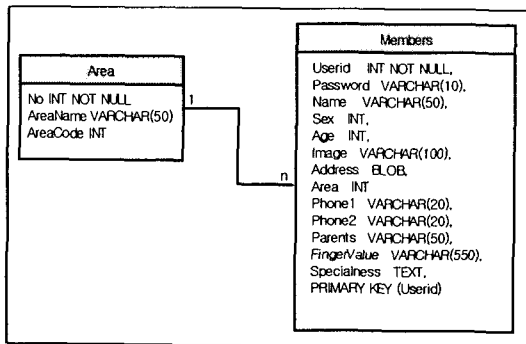 Area
No INT NOT NULL
AreaName VARCHAR(50)
AreaCode INT
1
n
Members
Userid INT NOT NULL,
Password VARCHAR(10),
Name VARCHAR(50),
Sex INT,
Age INT,
Image VARCHAR(100),
Address BLOB,
Area INT
Phone1 VARCHAR(20),
Phone2 VARCHAR(20),
Parents VARCHAR(50),
FingerValue VARCHAR(550),
Specialness TEXT,
PRIMARY KEY (Userid)